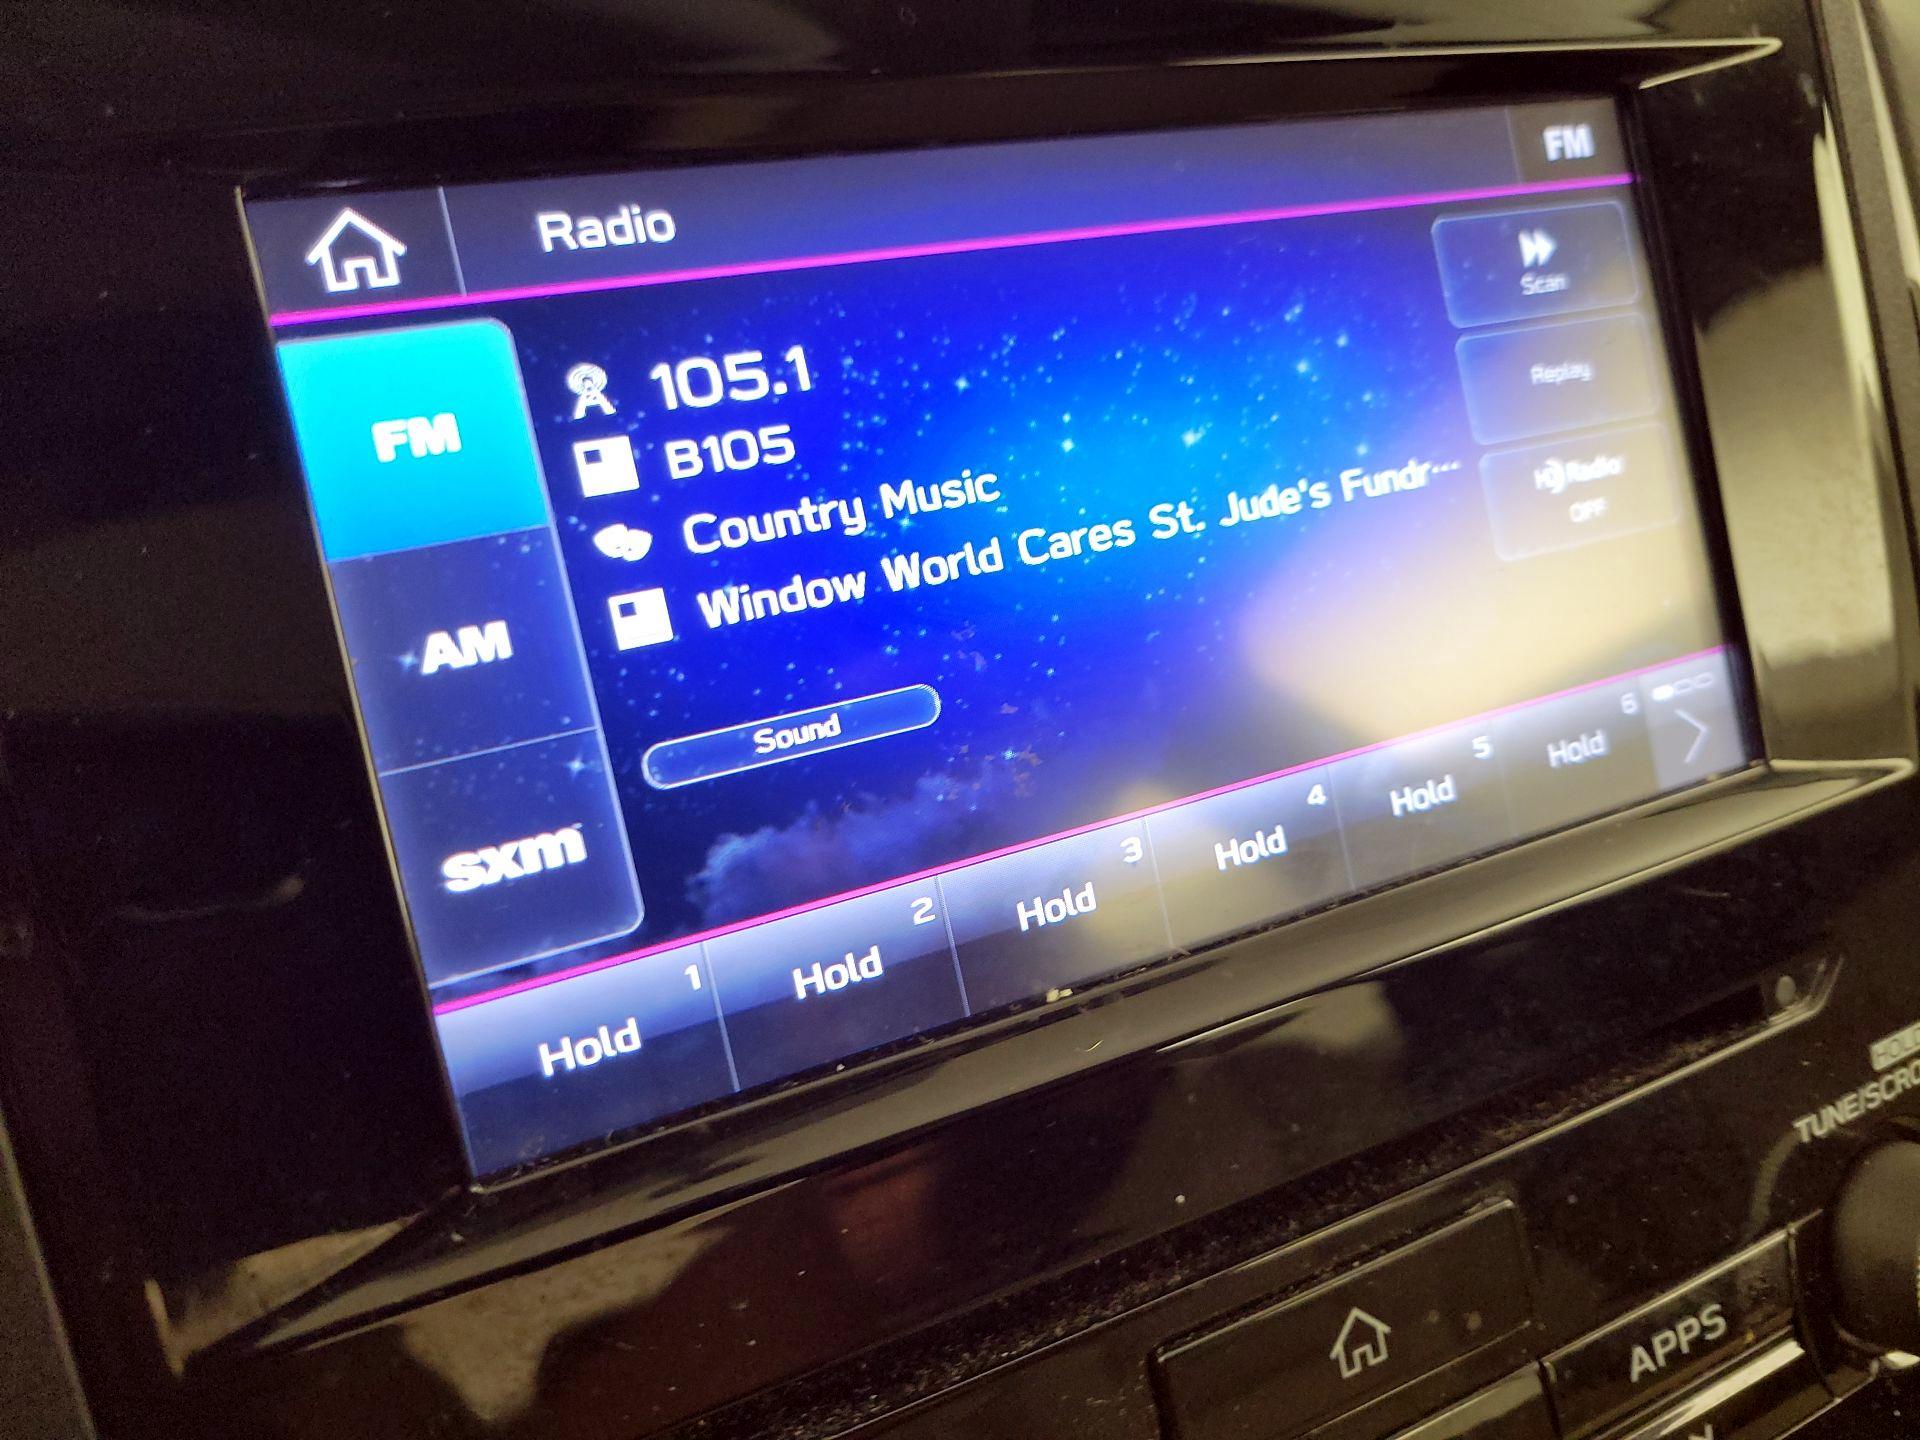 Radio
FM
FM
AM
sxm
105.1
B105
Country Music
Window World Cares St. Jude's Fundr...
Scan
Replay
HD Radio
OFF
Sound
1
Hold
2
Hold
3
Hold
4
Hold
5
Hold
6
Hold
HOLD
TUNE/SCRO
APPS